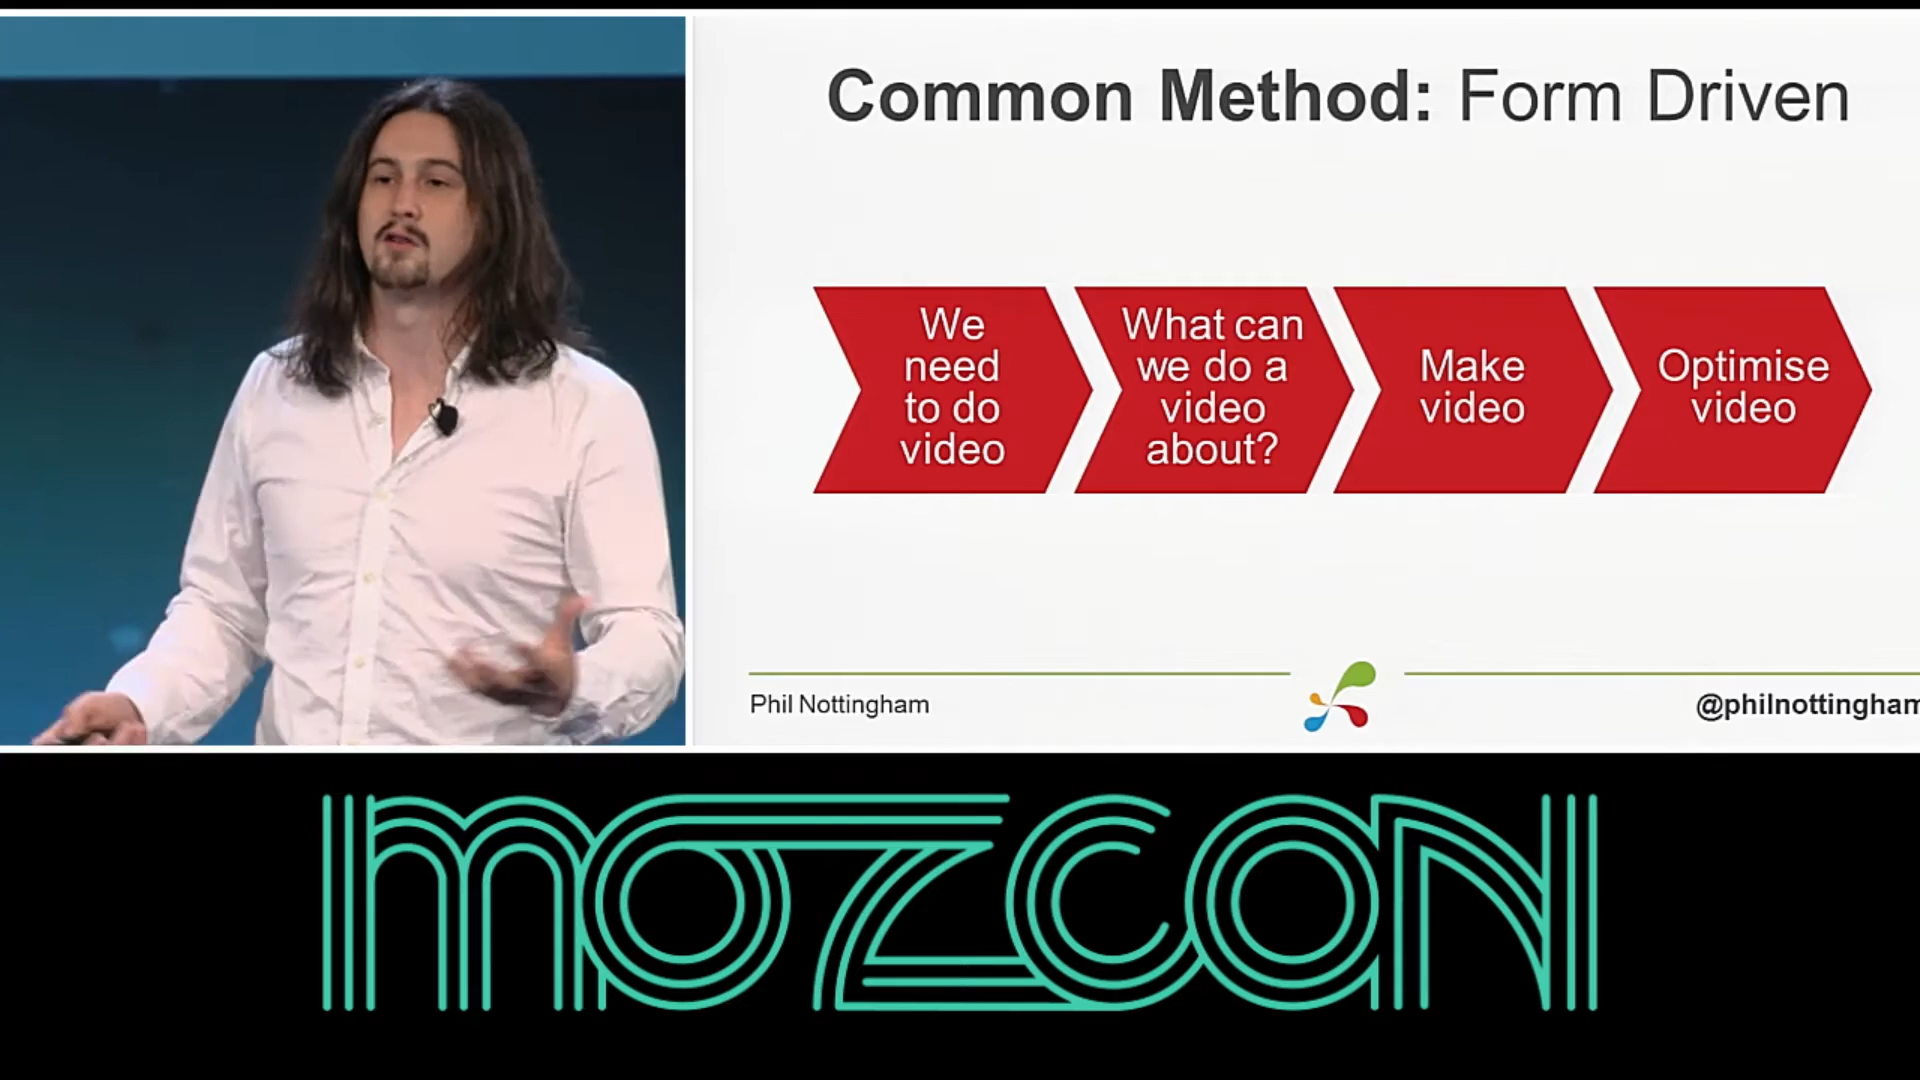 Common Method: Form Driven
We
need
to do
video
What can
we do a
video
about?
Make
video
Optimise
video
Phil Nottingham
@philnottingham
mozcon